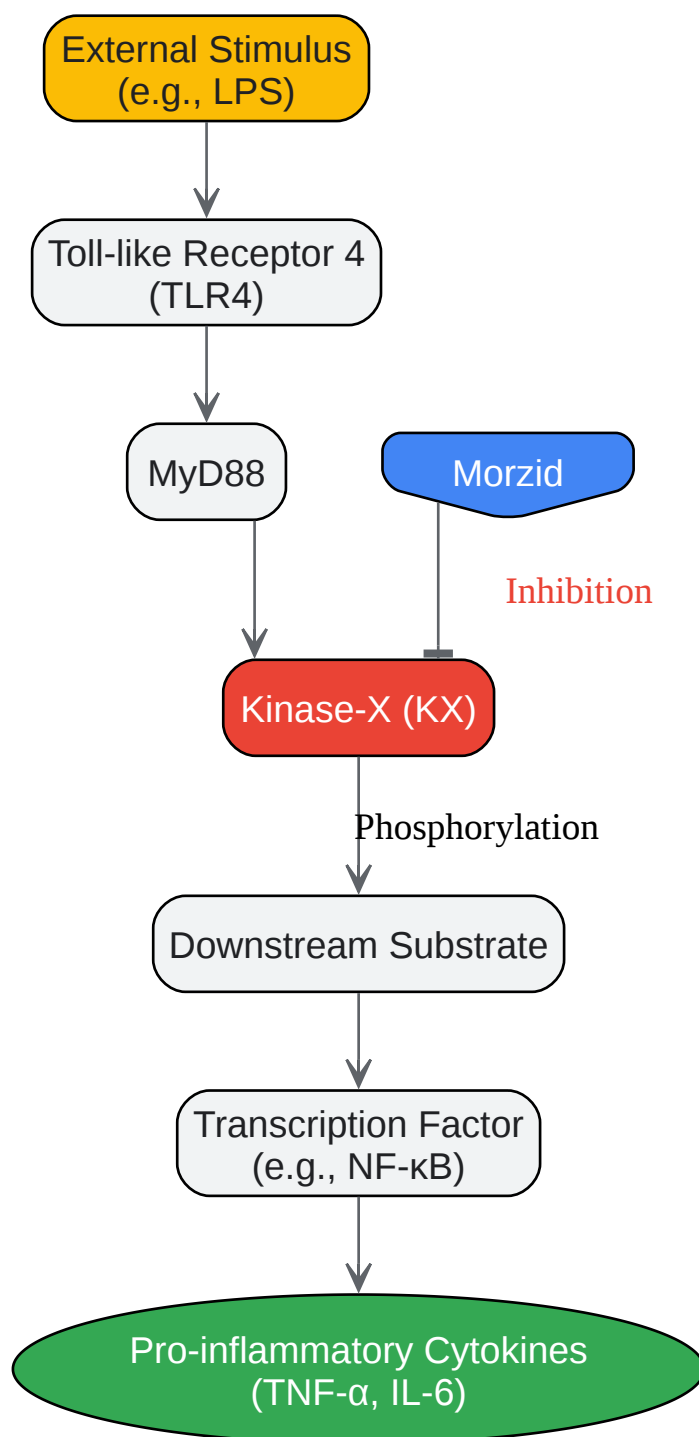 External Stimulus
(e.g., LPS)
Toll-like Receptor 4
(TLR4)
MyD88
Morzid
Inhibition
Kinase-X (KX)
Phosphorylation
Downstream Substrate
Transcription Factor
(e.g., NF-κB)
Pro-inflammatory Cytokines
(TNF-α, IL-6)